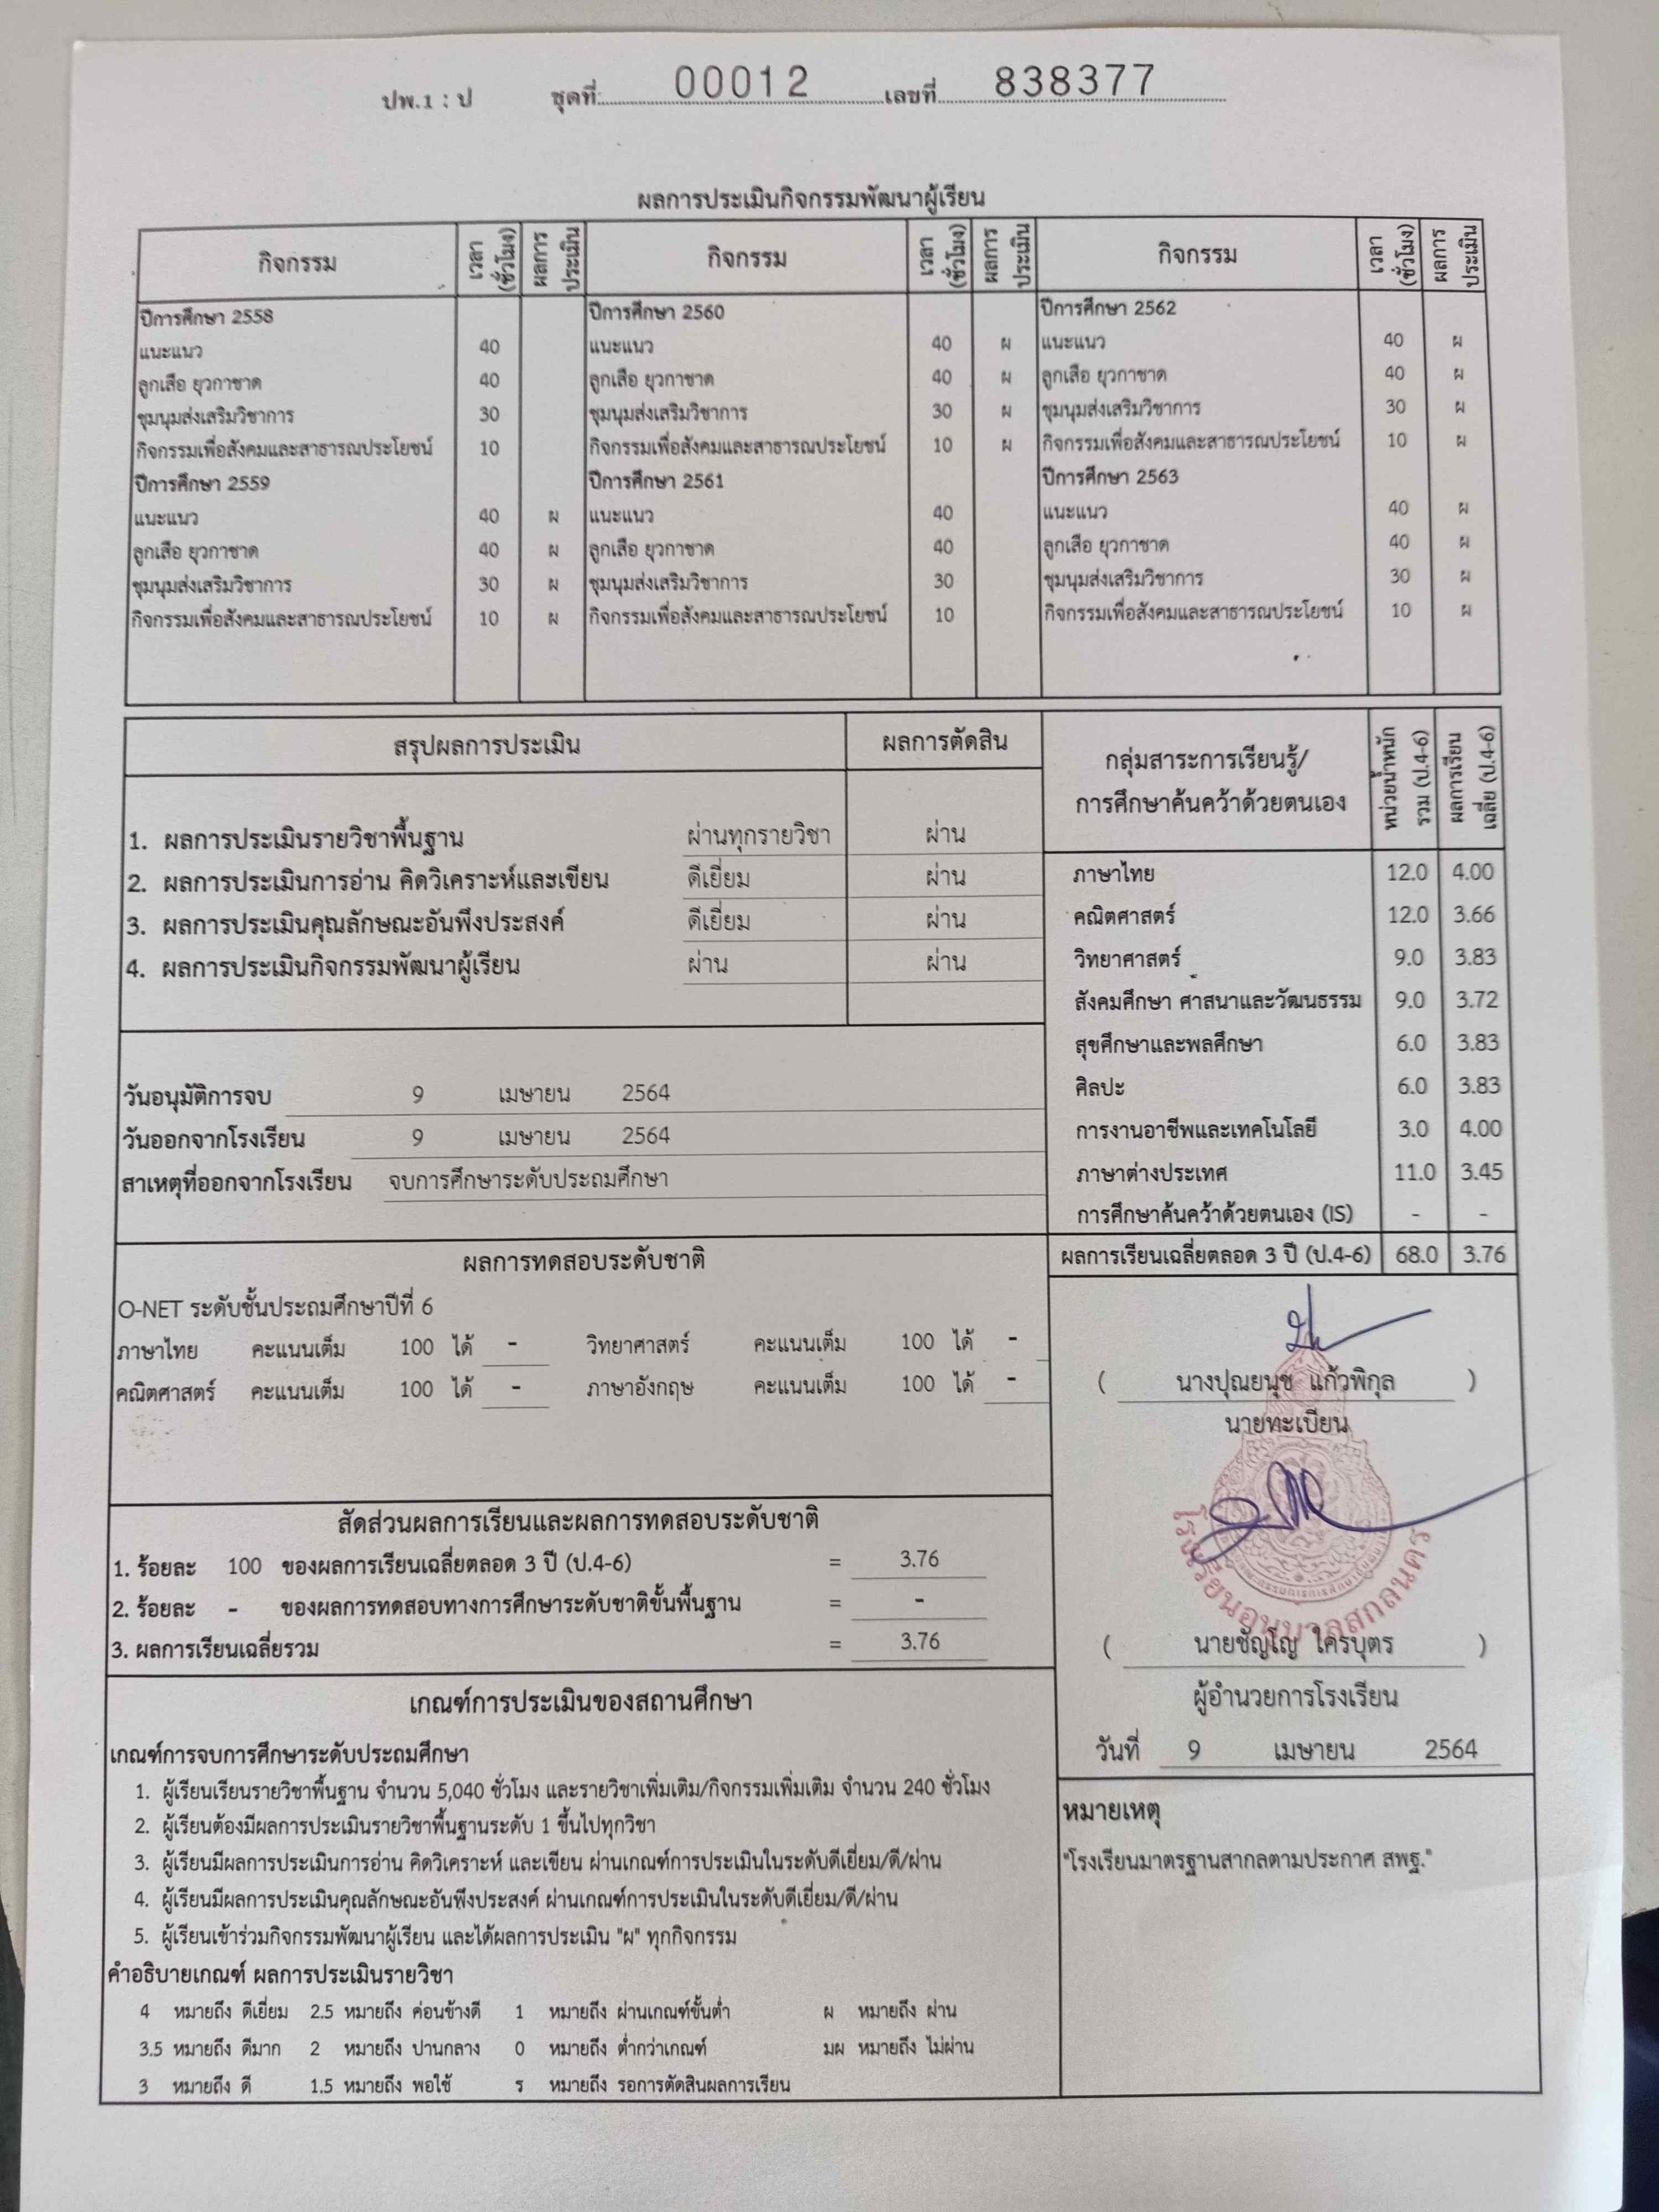 ปพ.1 : ป ชุดที่ 00012 เลขที่ 838377
ผลการประเมินกิจกรรมพัฒนาผู้เรียน
กิจกรรม เวลา (ชั่วโมง) ผลการประเมิน กิจกรรม เวลา (ชั่วโมง) ผลการประเมิน กิจกรรม เวลา (ชั่วโมง) ผลการประเมิน
ปีการศึกษา 2558 ปีการศึกษา 2560 ปีการศึกษา 2562
แนะแนว 40 แนะแนว 40 ผ แนะแนว 40 ผ
ลูกเสือ ยุวกาชาด 40 ลูกเสือ ยุวกาชาด 40 ผ ลูกเสือ ยุวกาชาด 40 ผ
ชุมนุมส่งเสริมวิชาการ 30 ชุมนุมส่งเสริมวิชาการ 30 ผ ชุมนุมส่งเสริมวิชาการ 30 ผ
กิจกรรมเพื่อสังคมและสาธารณประโยชน์ 10 กิจกรรมเพื่อสังคมและสาธารณประโยชน์ 10 ผ กิจกรรมเพื่อสังคมและสาธารณประโยชน์ 10 ผ
ปีการศึกษา 2559 ปีการศึกษา 2561 ปีการศึกษา 2563
แนะแนว 40 ผ แนะแนว 40 แนะแนว 40 ผ
ลูกเสือ ยุวกาชาด 40 ผ ลูกเสือ ยุวกาชาด 40 ลูกเสือ ยุวกาชาด 40 ผ
ชุมนุมส่งเสริมวิชาการ 30 ผ ชุมนุมส่งเสริมวิชาการ 30 ชุมนุมส่งเสริมวิชาการ 30 ผ
กิจกรรมเพื่อสังคมและสาธารณประโยชน์ 10 ผ กิจกรรมเพื่อสังคมและสาธารณประโยชน์ 10 กิจกรรมเพื่อสังคมและสาธารณประโยชน์ 10 ผ
สรุปผลการประเมิน ผลการตัดสิน
1. ผลการประเมินรายวิชาพื้นฐาน ผ่านทุกรายวิชา ผ่าน
2. ผลการประเมินการอ่าน คิดวิเคราะห์และเขียน ดีเยี่ยม ผ่าน
3. ผลการประเมินคุณลักษณะอันพึงประสงค์ ดีเยี่ยม ผ่าน
4. ผลการประเมินกิจกรรมพัฒนาผู้เรียน ผ่าน ผ่าน
วันอนุมัติการจบ 9 เมษายน 2564
วันออกจากโรงเรียน 9 เมษายน 2564
สาเหตุที่ออกจากโรงเรียน จบการศึกษาระดับประถมศึกษา
กลุ่มสาระการเรียนรู้/
การศึกษาค้นคว้าด้วยตนเอง
หน่วยน้ำหนัก รวม (ป.4-6) ผลการเรียน เฉลี่ย (ป.4-6)
ภาษาไทย 12.0 4.00
คณิตศาสตร์ 12.0 3.66
วิทยาศาสตร์ 9.0 3.83
สังคมศึกษา ศาสนาและวัฒนธรรม 9.0 3.72
สุขศึกษาและพลศึกษา 6.0 3.83
ศิลปะ 6.0 3.83
การงานอาชีพและเทคโนโลยี 3.0 4.00
ภาษาต่างประเทศ 11.0 3.45
การศึกษาค้นคว้าด้วยตนเอง (IS) - -
ผลการเรียนเฉลี่ยตลอด 3 ปี (ป.4-6) 68.0 3.76
ผลการทดสอบระดับชาติ
O-NET ระดับชั้นประถมศึกษาปีที่ 6
ภาษาไทย คะแนนเต็ม 100 ได้ - วิทยาศาสตร์ คะแนนเต็ม 100 ได้ -
คณิตศาสตร์ คะแนนเต็ม 100 ได้ - ภาษาอังกฤษ คะแนนเต็ม 100 ได้ -
สัดส่วนผลการเรียนและผลการทดสอบระดับชาติ
1. ร้อยละ 100 ของผลการเรียนเฉลี่ยตลอด 3 ปี (ป.4-6) = 3.76
2. ร้อยละ - ของผลการทดสอบทางการศึกษาระดับชาติขั้นพื้นฐาน = -
3. ผลการเรียนเฉลี่ยรวม = 3.76
( นางปุณยนุช แก้วพิกุล )
นายทะเบียน
โรงเรียนอนุบาลสกลนคร
( นายชัญโญ ใครบุตร )
ผู้อำนวยการโรงเรียน
วันที่ 9 เมษายน 2564
เกณฑ์การประเมินของสถานศึกษา
เกณฑ์การจบการศึกษาระดับประถมศึกษา
1. ผู้เรียนเรียนรายวิชาพื้นฐาน จำนวน 5,040 ชั่วโมง และรายวิชาเพิ่มเติม/กิจกรรมเพิ่มเติม จำนวน 240 ชั่วโมง
2. ผู้เรียนต้องมีผลการประเมินรายวิชาพื้นฐานระดับ 1 ขึ้นไปทุกวิชา
3. ผู้เรียนมีผลการประเมินการอ่าน คิดวิเคราะห์ และเขียน ผ่านเกณฑ์การประเมินในระดับดีเยี่ยม/ดี/ผ่าน
4. ผู้เรียนมีผลการประเมินคุณลักษณะอันพึงประสงค์ ผ่านเกณฑ์การประเมินในระดับดีเยี่ยม/ดี/ผ่าน
5. ผู้เรียนเข้าร่วมกิจกรรมพัฒนาผู้เรียน และได้ผลการประเมิน "ผ" ทุกกิจกรรม
คำอธิบายเกณฑ์ ผลการประเมินรายวิชา
4 หมายถึง ดีเยี่ยม 2.5 หมายถึง ค่อนข้างดี 1 หมายถึง ผ่านเกณฑ์ขั้นต่ำ ผ หมายถึง ผ่าน
3.5 หมายถึง ดีมาก 2 หมายถึง ปานกลาง 0 หมายถึง ต่ำกว่าเกณฑ์ มผ หมายถึง ไม่ผ่าน
3 หมายถึง ดี 1.5 หมายถึง พอใช้ ร หมายถึง รอการตัดสินผลการเรียน
หมายเหตุ
"โรงเรียนมาตรฐานสากลตามประกาศ สพฐ."